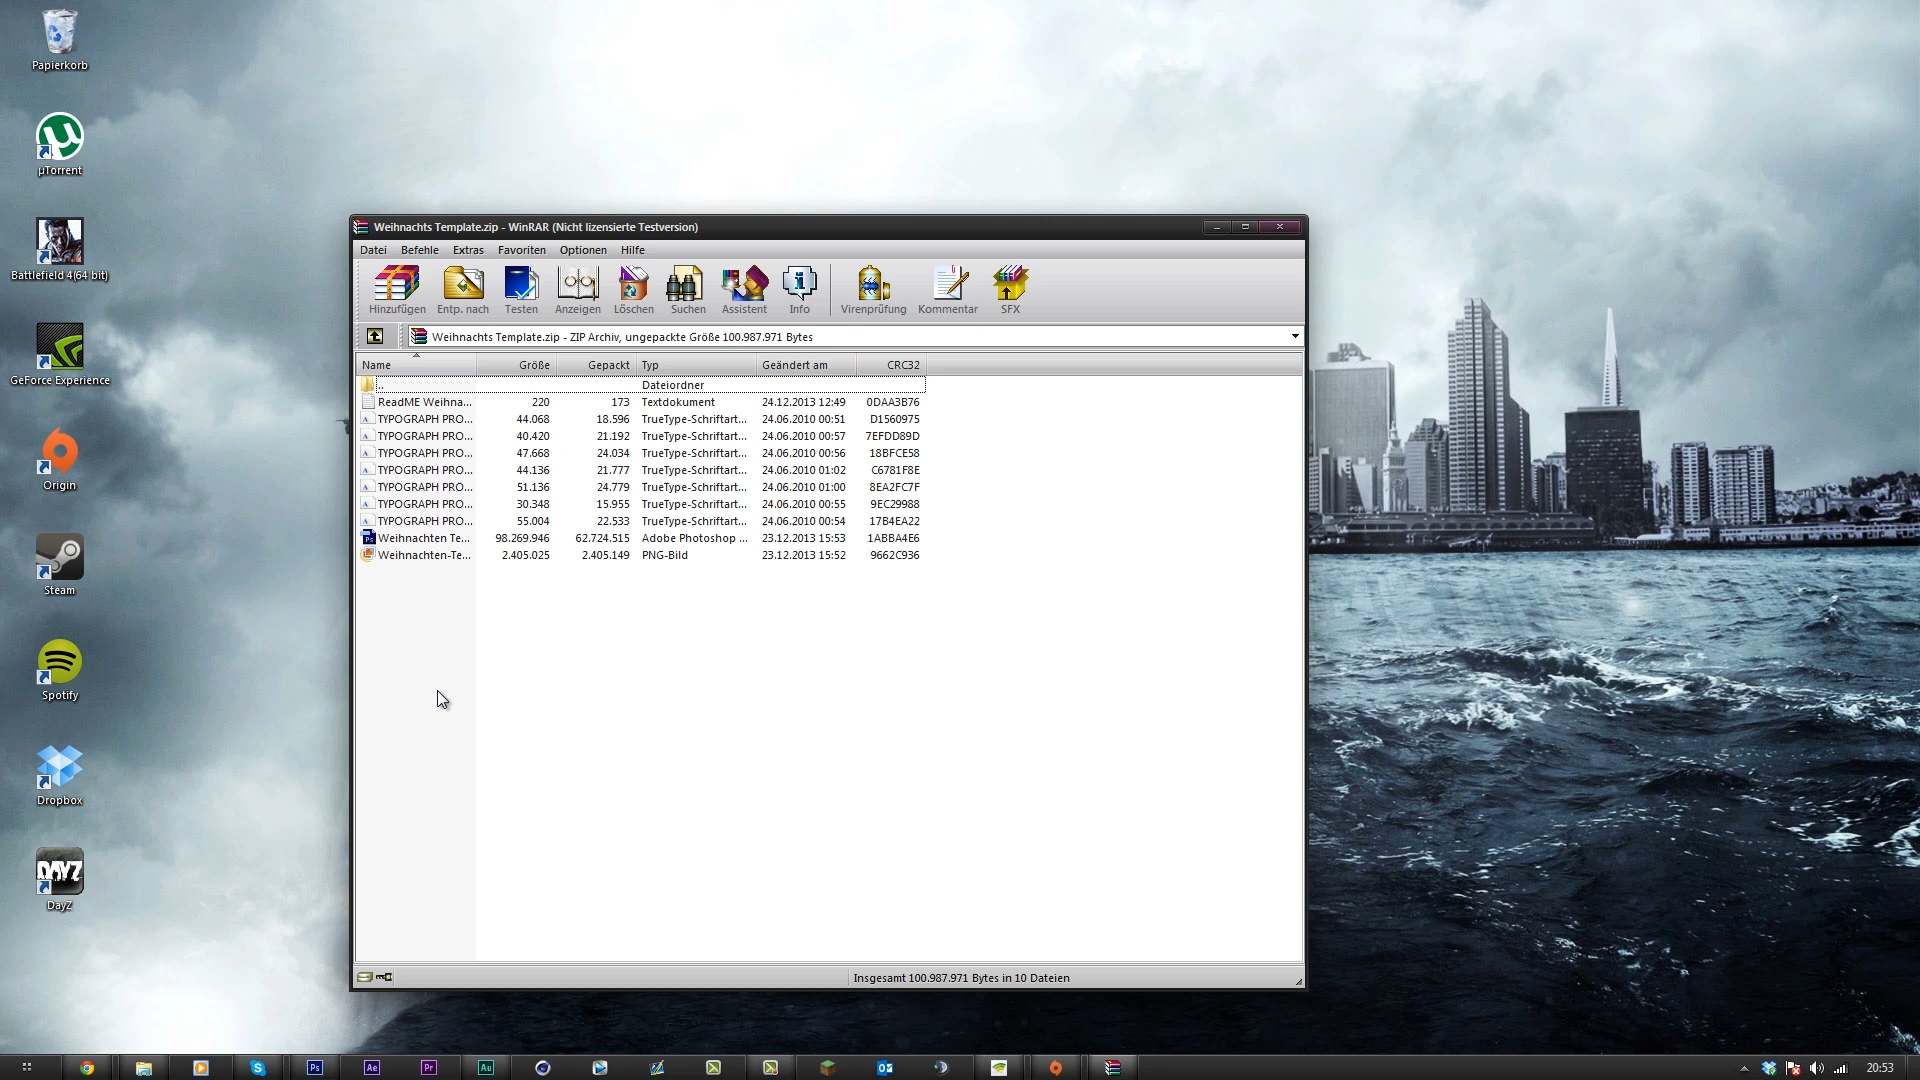 Papierkorb
µTorrent
Battlefield 4(64 bit)
GeForce Experience
Origin
Steam
Spotify
Dropbox
DAYZ
DayZ
Weihnachts Template.zip - WinRAR (Nicht lizensierte Testversion)
Datei Befehle Extras Favoriten Optionen Hilfe
Hinzufügen Entp. nach Testen Anzeigen Löschen Suchen Assistent Info Virenprüfung Kommentar SFX
Weihnachts Template.zip - ZIP Archiv, ungepackte Größe 100.987.971 Bytes
Name Größe Gepackt Typ Geändert am CRC32
.. Dateiordner
ReadME Weihna... 220 173 Textdokument 24.12.2013 12:49 0DAA3B76
TYPOGRAPH PRO... 44.068 18.596 TrueType-Schriftart... 24.06.2010 00:51 D1560975
TYPOGRAPH PRO... 40.420 21.192 TrueType-Schriftart... 24.06.2010 00:57 7EFDD89D
TYPOGRAPH PRO... 47.668 24.034 TrueType-Schriftart... 24.06.2010 00:56 18BFCE58
TYPOGRAPH PRO... 44.136 21.777 TrueType-Schriftart... 24.06.2010 01:02 C6781F8E
TYPOGRAPH PRO... 51.136 24.779 TrueType-Schriftart... 24.06.2010 01:00 8EA2FC7F
TYPOGRAPH PRO... 30.348 15.955 TrueType-Schriftart... 24.06.2010 00:55 9EC29988
TYPOGRAPH PRO... 55.004 22.533 TrueType-Schriftart... 24.06.2010 00:54 17B4EA22
Weihnachten Te... 98.269.946 62.724.515 Adobe Photoshop ... 23.12.2013 15:53 1ABBA4E6
Weihnachten-Te... 2.405.025 2.405.149 PNG-Bild 23.12.2013 15:52 9662C936
Insgesamt 100.987.971 Bytes in 10 Dateien
Ps Ae Pr Au 20:53